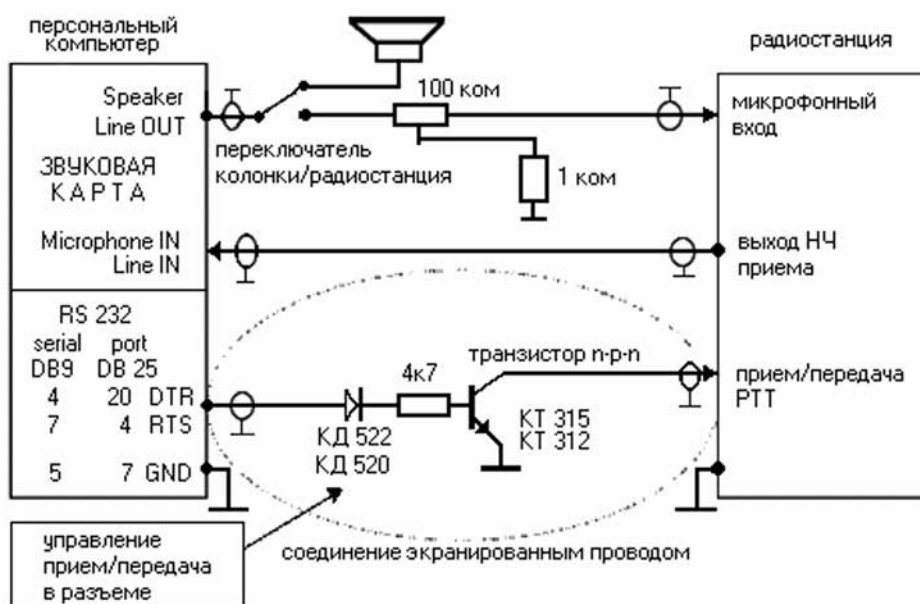 персональный
компьютер
радиостанция
Speaker
Line OUT
100 ком
микрофонный
вход
переключатель
колонки/радиостанция
ЗВУКОВАЯ
КАРТА
1 ком
Microphone IN
Line IN
выход НЧ
приема
RS 232
serial port
DB9 DB 25
4 20 DTR
7 4 RTS
5 7 GND
4к7
транзистор n-p-n
КД 522
КД 520
КТ 315
КТ 312
прием/передача
РТТ
управление
прием/передача
в разъеме
соединение экранированным проводом